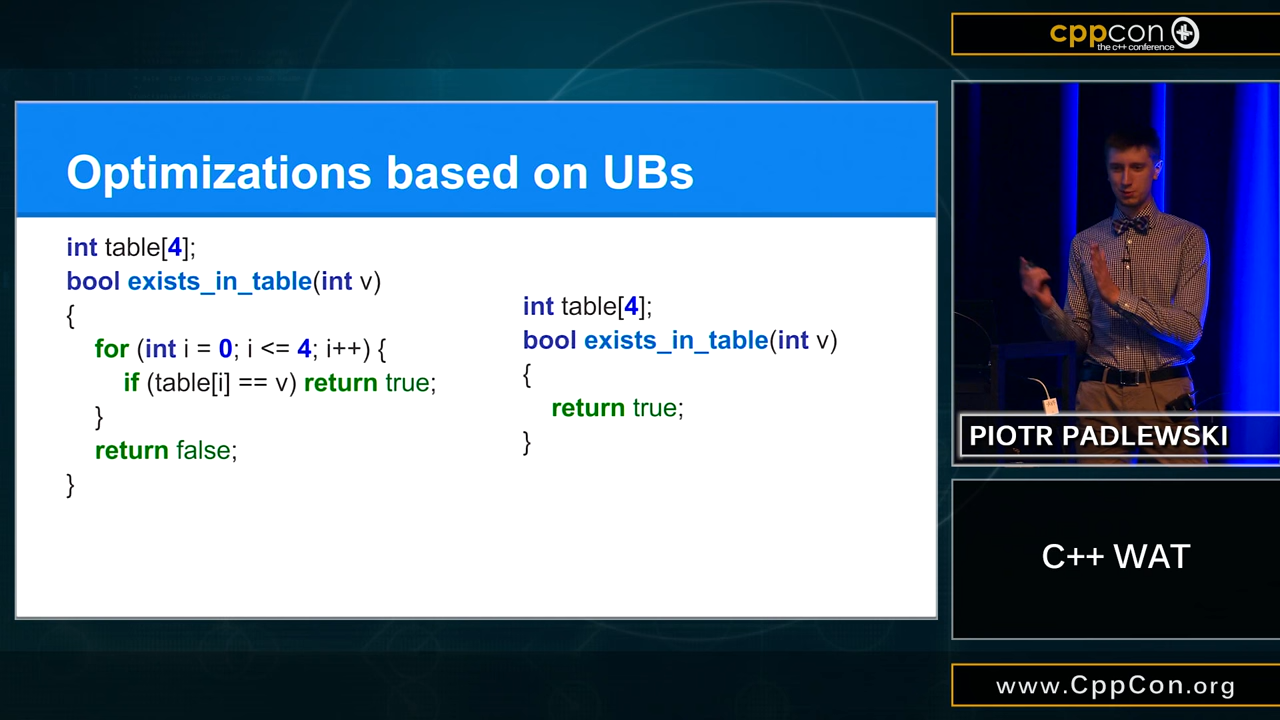 cppcon
the c++ conference
Optimizations based on UBs
int table[4];
bool exists_in_table(int v)
{
for (int i = 0; i <= 4; i++) {
if (table[i] == v) return true;
}
return false;
}
int table[4];
bool exists_in_table(int v)
{
return true;
}
PIOTR PADLEWSKI
C++ WAT
www.CppCon.org